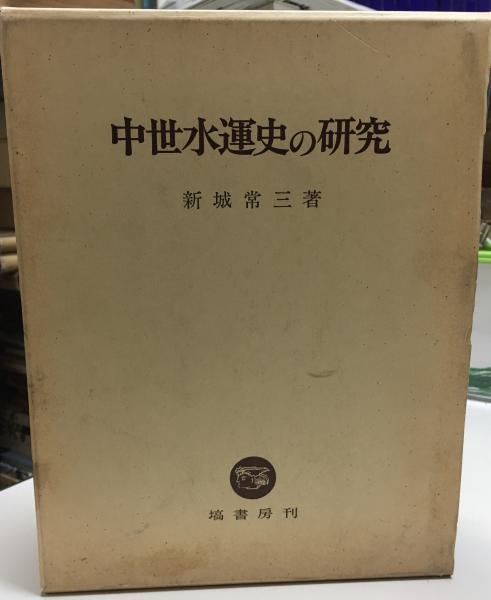 中世水運史の研究
新城常三著
塙書房刊